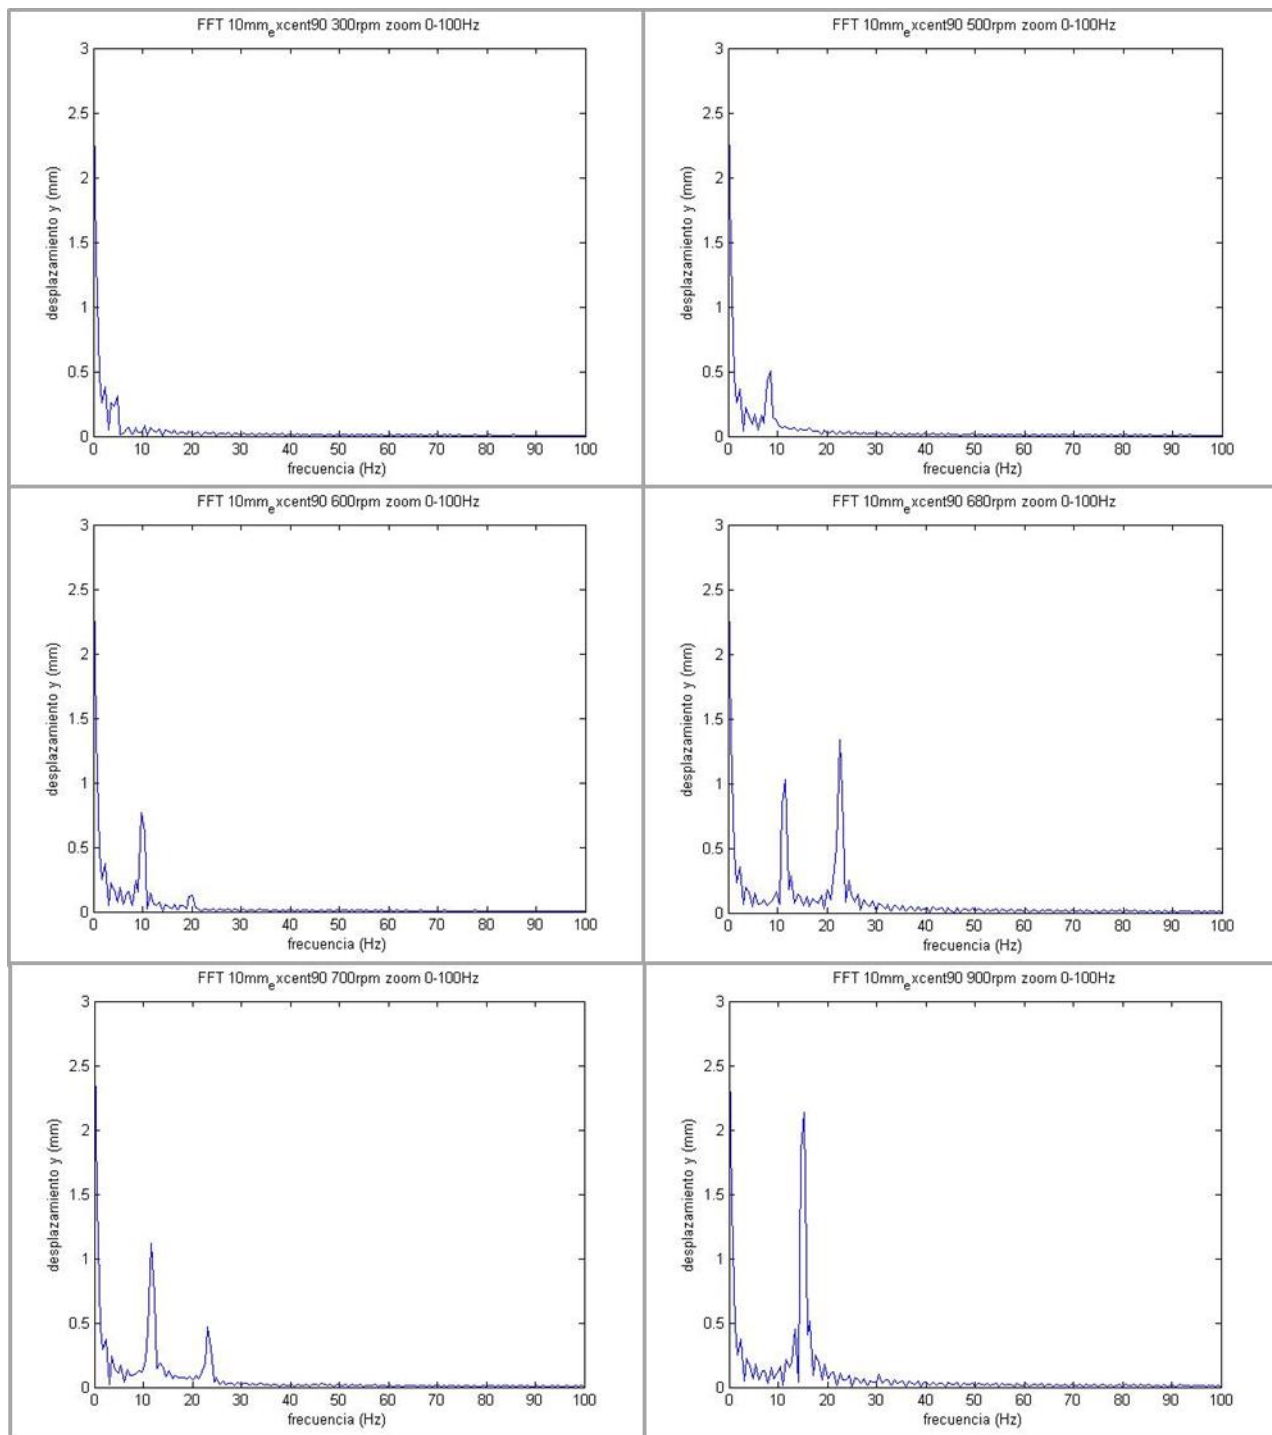 FFT 10mm_excent90 300rpm zoom 0-100Hz
3
2.5
2
1.5
1
0.5
0
desplazamiento y (mm)
0 10 20 30 40 50 60 70 80 90 100
frecuencia (Hz)
FFT 10mm_excent90 500rpm zoom 0-100Hz
3
2.5
2
1.5
1
0.5
0
desplazamiento y (mm)
0 10 20 30 40 50 60 70 80 90 100
frecuencia (Hz)
FFT 10mm_excent90 600rpm zoom 0-100Hz
3
2.5
2
1.5
1
0.5
0
desplazamiento y (mm)
0 10 20 30 40 50 60 70 80 90 100
frecuencia (Hz)
FFT 10mm_excent90 680rpm zoom 0-100Hz
3
2.5
2
1.5
1
0.5
0
desplazamiento y (mm)
0 10 20 30 40 50 60 70 80 90 100
frecuencia (Hz)
FFT 10mm_excent90 700rpm zoom 0-100Hz
3
2.5
2
1.5
1
0.5
0
desplazamiento y (mm)
0 10 20 30 40 50 60 70 80 90 100
frecuencia (Hz)
FFT 10mm_excent90 900rpm zoom 0-100Hz
3
2.5
2
1.5
1
0.5
0
desplazamiento y (mm)
0 10 20 30 40 50 60 70 80 90 100
frecuencia (Hz)